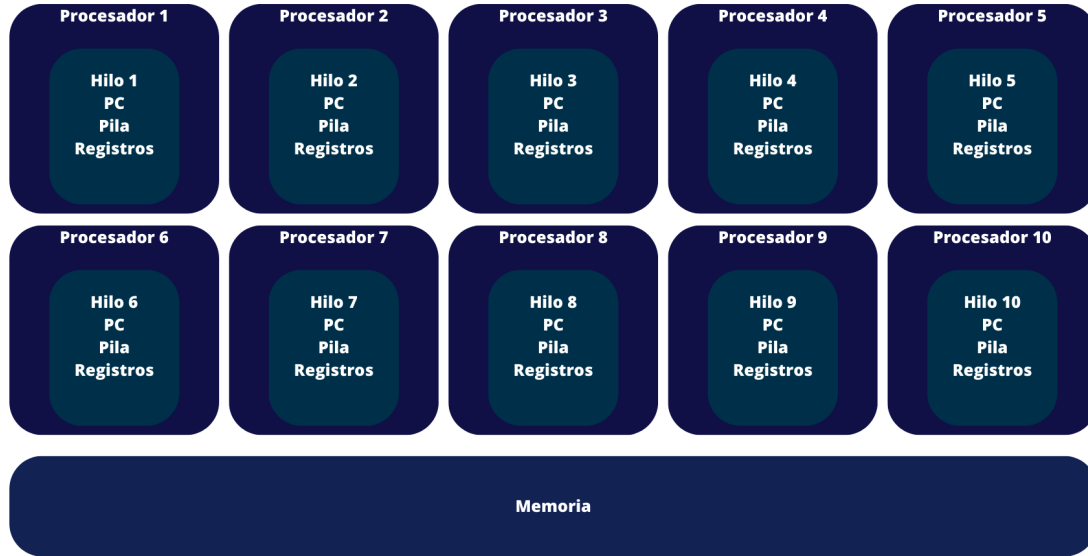 Procesador 1
Hilo 1
PC
Pila
Registros
Procesador 2
Hilo 2
PC
Pila
Registros
Procesador 3
Hilo 3
PC
Pila
Registros
Procesador 4
Hilo 4
PC
Pila
Registros
Procesador 5
Hilo 5
PC
Pila
Registros
Procesador 6
Hilo 6
PC
Pila
Registros
Procesador 7
Hilo 7
PC
Pila
Registros
Procesador 8
Hilo 8
PC
Pila
Registros
Procesador 9
Hilo 9
PC
Pila
Registros
Procesador 10
Hilo 10
PC
Pila
Registros
Memoria